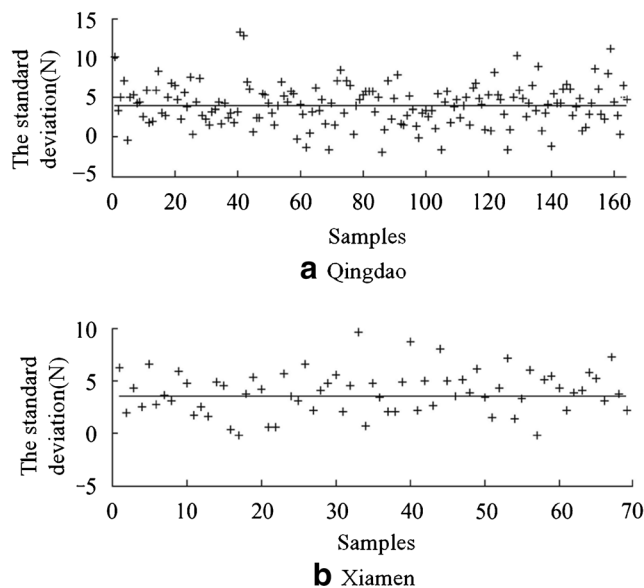 15
10
5
0
−5
The standard
deviation(N)
0 20 40 60 80 100 120 140 160
Samples
a Qingdao
10
5
0
−5
The standard
deviation(N)
0 10 20 30 40 50 60 70
Samples
b Xiamen